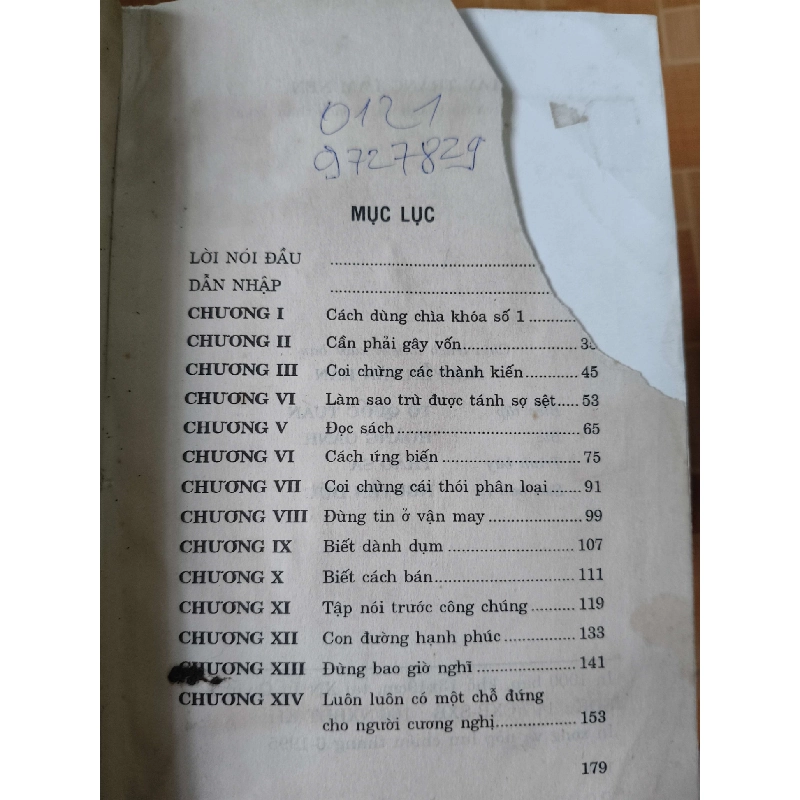 0121
9727829
MỤC LỤC
LỜI NÓI ĐẦU ........................
DẪN NHẬP ........................
CHƯƠNG I Cách dùng chìa khóa số 1 .........
CHƯƠNG II Cần phải gây vốn.....................
CHƯƠNG III Coi chừng các thành kiến ......... 45
CHƯƠNG VI Làm sao trừ được tánh sợ sệt..... 53
CHƯƠNG V Đọc sách ................................ 65
CHƯƠNG VI Cách ứng biến ........................ 75
CHƯƠNG VII Coi chừng cái thói phân loại ....... 91
CHƯƠNG VIII Đừng tin ở vận may .................. 99
CHƯƠNG IX Biết dành dụm ...................... 107
CHƯƠNG X Biết cách bán......................... 111
CHƯƠNG XI Tập nói trước công chúng ......... 119
CHƯƠNG XII Con đường hạnh phúc ............. 133
CHƯƠNG XIII Đừng bao giờ nghĩ .................. 141
CHƯƠNG XIV Luôn luôn có một chỗ đứng
cho người cương nghị............... 153
179